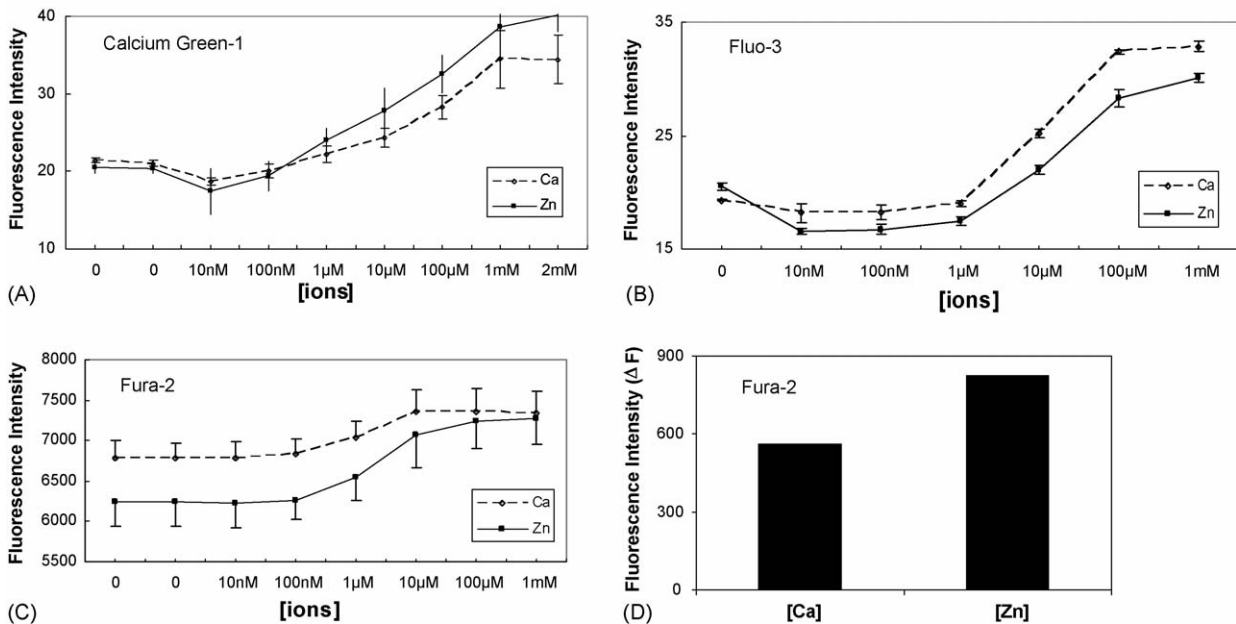 Calcium Green-1
Fluorescence Intensity
40
30
20
10
Ca
Zn
0 0 10nM 100nM 1µM 10µM 100µM 1mM 2mM
(A)
[ions]
Fluo-3
Fluorescence Intensity
35
25
15
Ca
Zn
0 10nM 100nM 1µM 10µM 100µM 1mM
(B)
[ions]
Fura-2
Fluorescence Intensity
8000
7500
7000
6500
6000
5500
Ca
Zn
0 0 10nM 100nM 1µM 10µM 100µM 1mM
(C)
[ions]
Fura-2
Fluorescence Intensity (Δ F)
900
600
300
0
[Ca] [Zn]
(D)